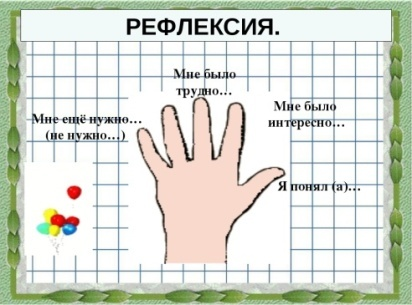 РЕФЛЕКСИЯ.
Мне было
трудно…
Мне было
интересно…
Мне ещё нужно…
(не нужно…)
Я понял (а)…